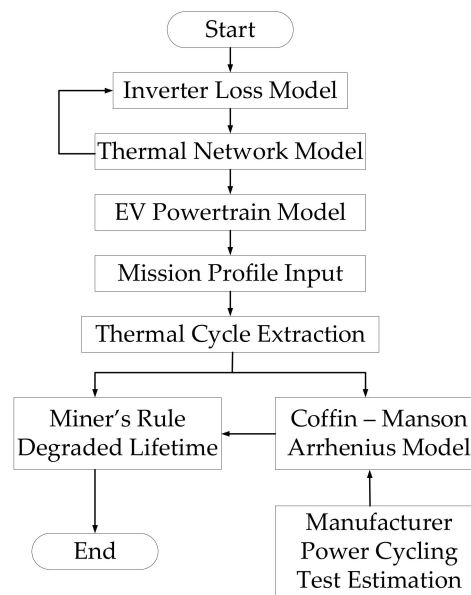 Start
Inverter Loss Model
Thermal Network Model
EV Powertrain Model
Mission Profile Input
Thermal Cycle Extraction
Miner's Rule
Degraded Lifetime
Coffin – Manson
Arrhenius Model
End
Manufacturer
Power Cycling
Test Estimation